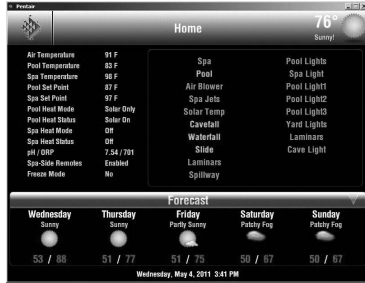 Pentair
Home
76°
Sunny!
Air Temperature 91 F
Pool Temperature 83 F
Spa Temperature 98 F
Pool Set Point 87 F
Spa Set Point 97 F
Pool Heat Mode Solar Only
Pool Heat Status Solar On
Spa Heat Mode Off
Spa Heat Status Off
pH / ORP 7.54 / 701
Spa-Side Remotes Enabled
Freeze Mode No
Spa Pool Lights
Pool Spa Light
Air Blower Pool Light1
Spa Jets Pool Light2
Solar Temp Pool Light3
Cavefall Yard Lights
Waterfall Laminars
Slide Cave Light
Laminars
Spillway
Forecast
Wednesday Thursday Friday Saturday Sunday
Sunny Sunny Partly Sunny Patchy Fog Patchy Fog
53 / 88 51 / 77 51 / 75 50 / 67 50 / 67
Wednesday, May 4, 2011 3:41 PM